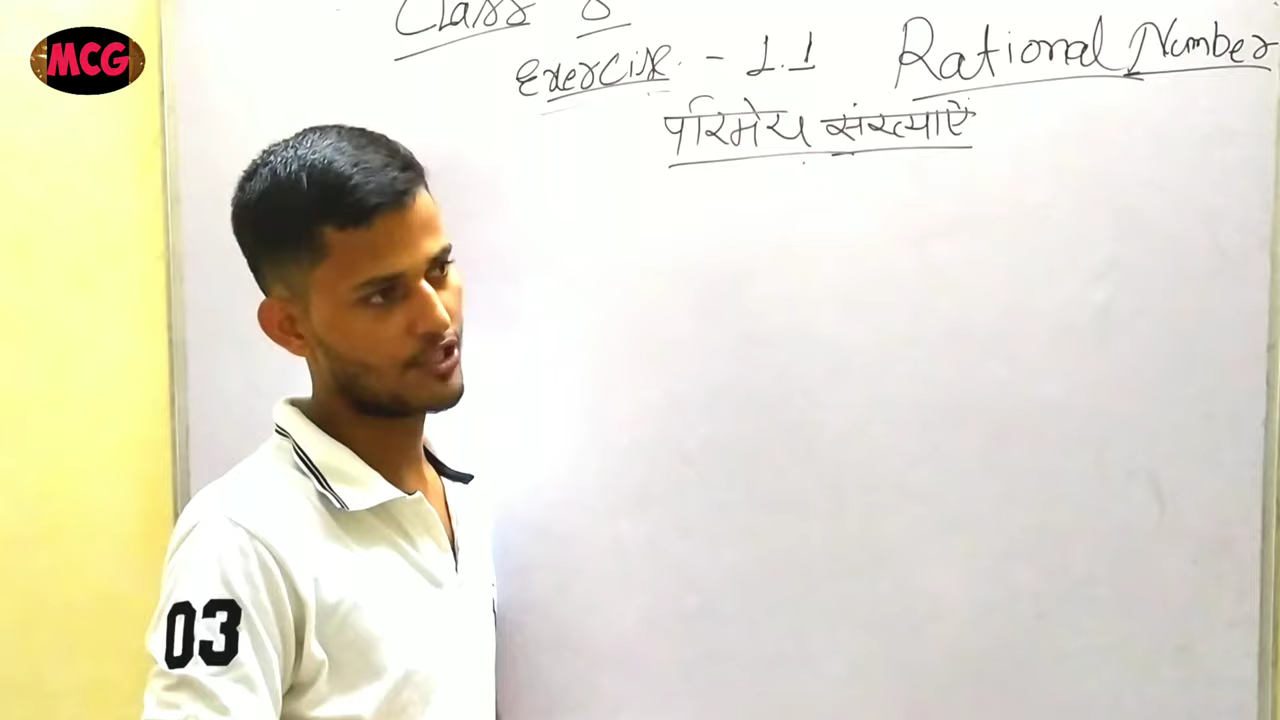 MCG
Class 8
Exercise - 1.1 Rational Number
परिमेय संख्याएँ
03